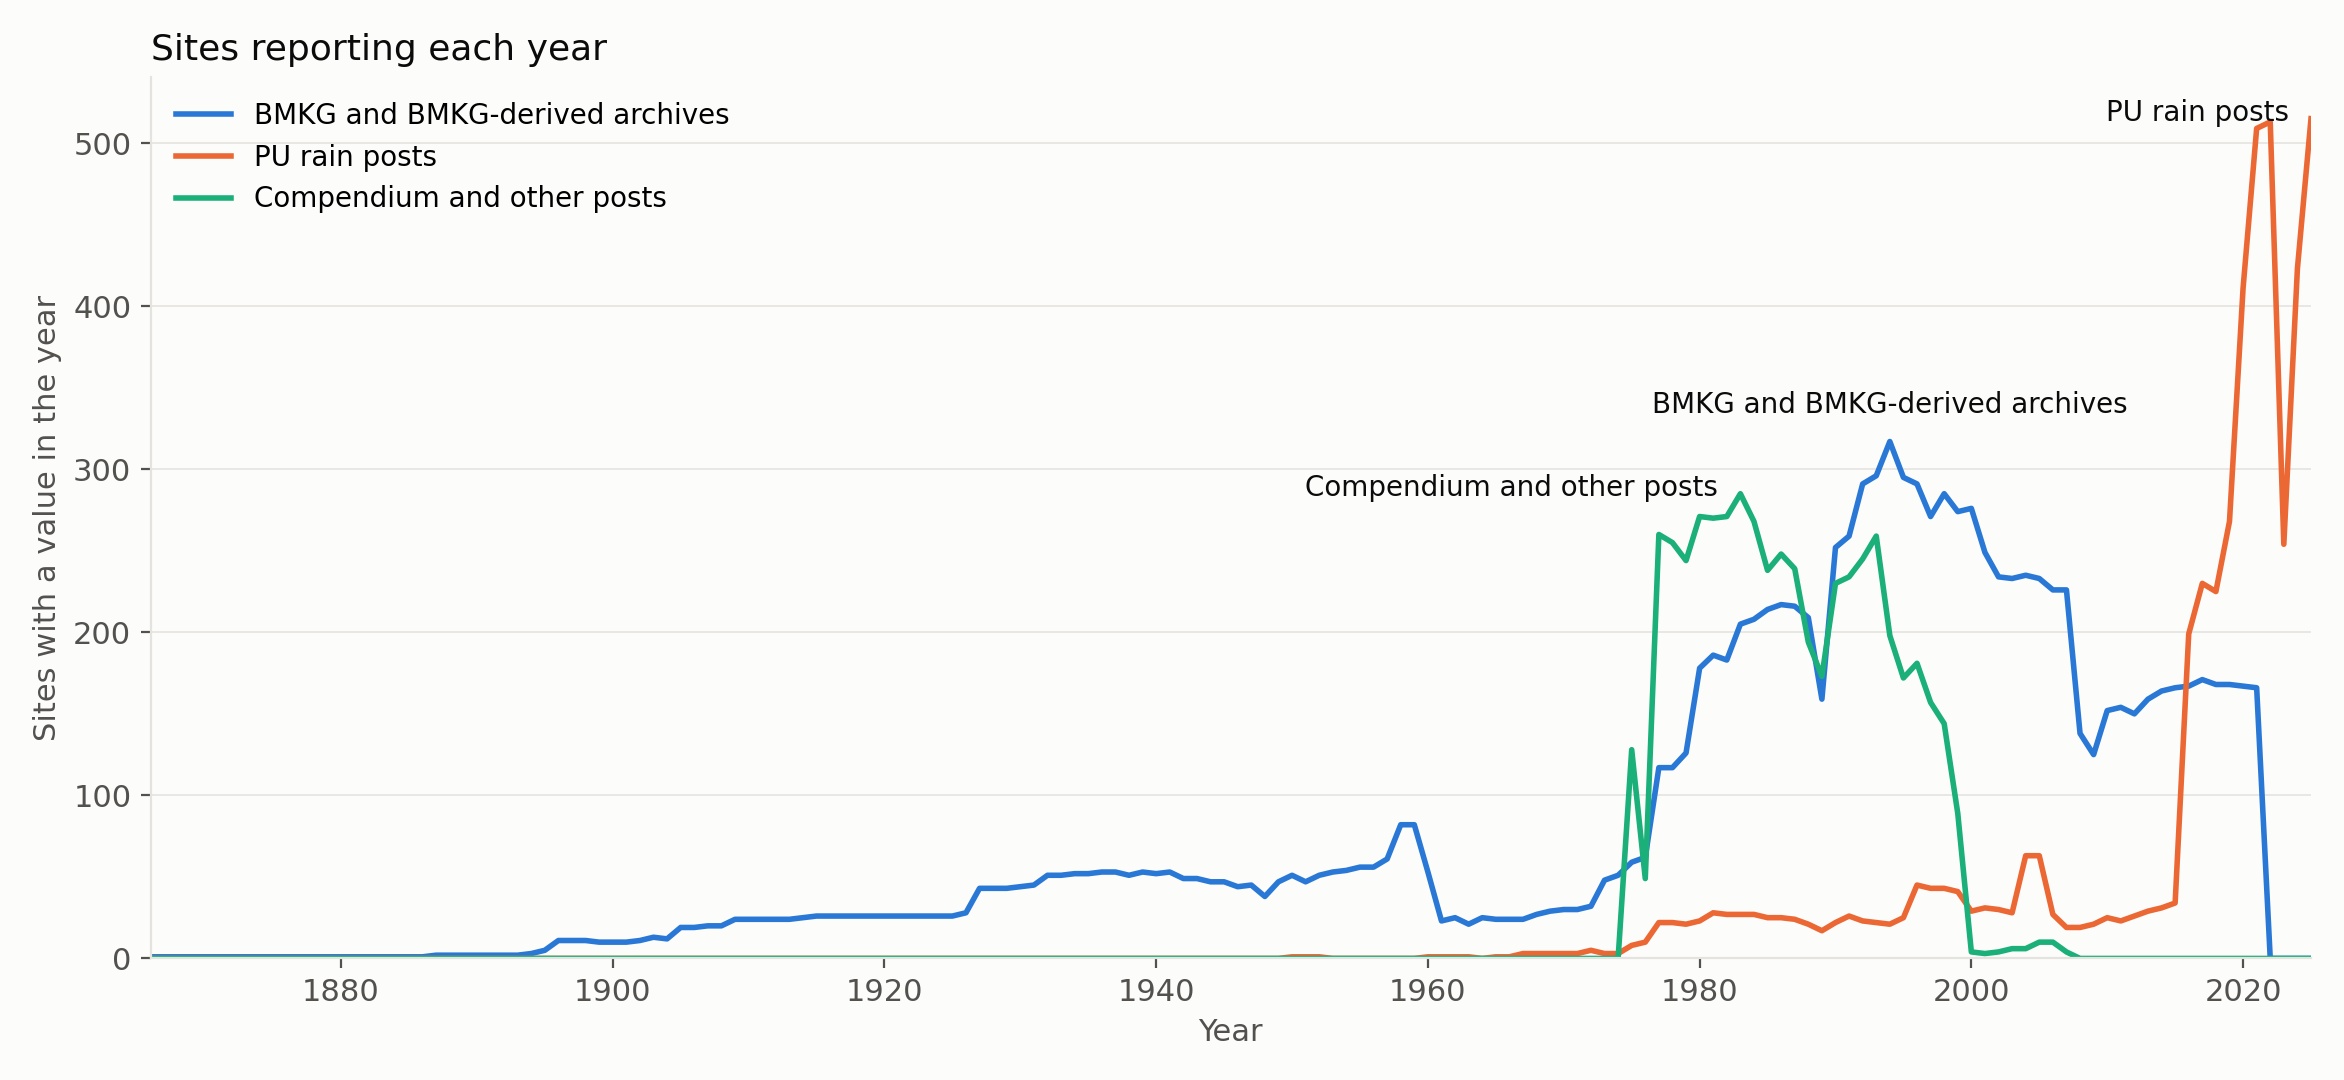 Sites reporting each year
BMKG and BMKG-derived archives
PU rain posts
Compendium and other posts
PU rain posts
BMKG and BMKG-derived archives
Compendium and other posts
Sites with a value in the year
500
400
300
200
100
0
1880 1900 1920 1940 1960 1980 2000 2020
Year